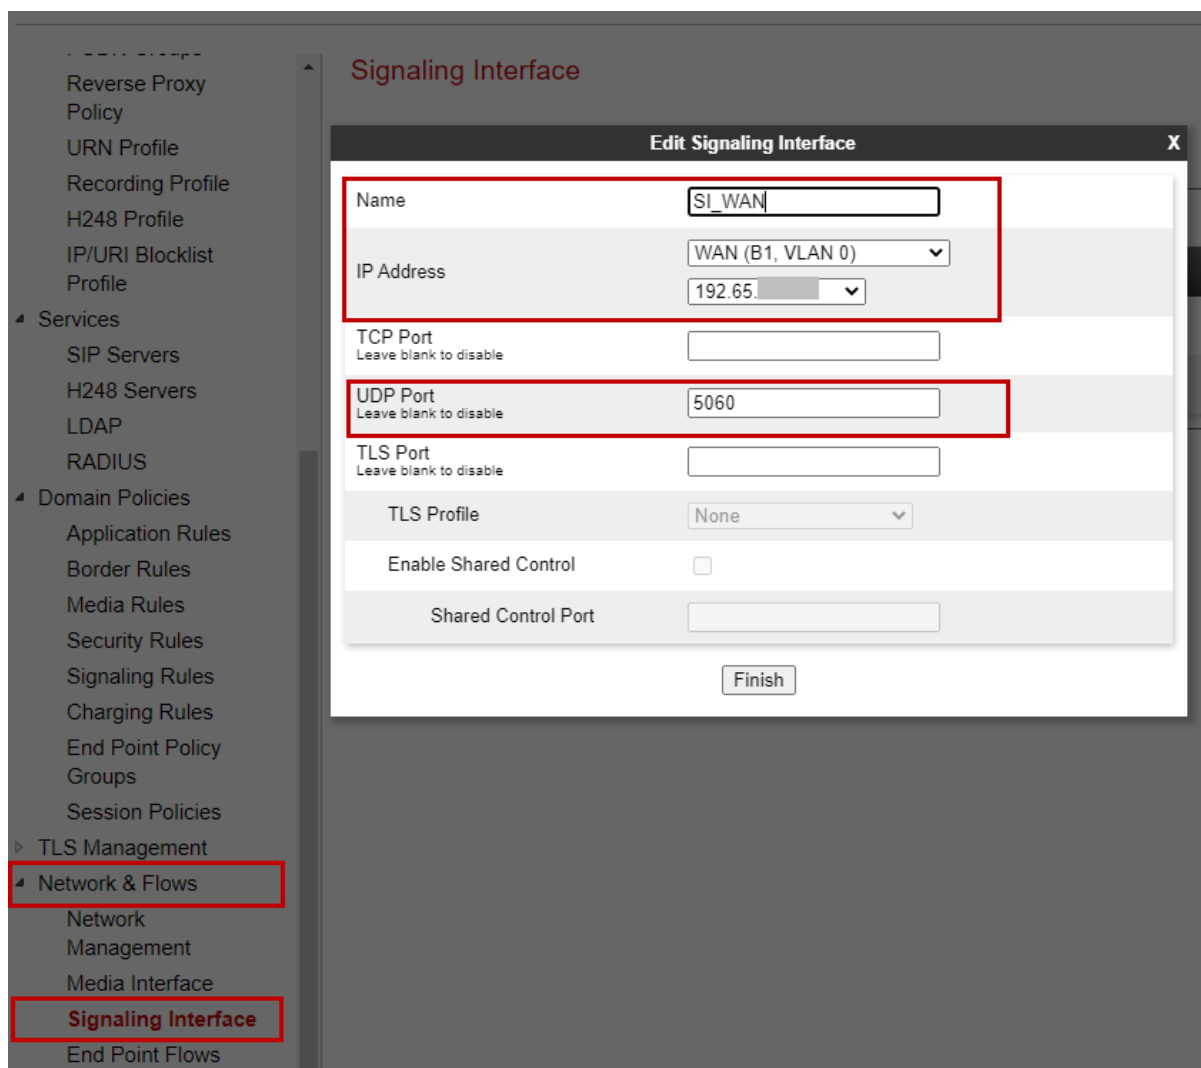 Reverse Proxy
Policy
URN Profile
Recording Profile
H248 Profile
IP/URI Blocklist
Profile
Services
SIP Servers
H248 Servers
LDAP
RADIUS
Domain Policies
Application Rules
Border Rules
Media Rules
Security Rules
Signaling Rules
Charging Rules
End Point Policy
Groups
Session Policies
TLS Management
Network & Flows
Network
Management
Media Interface
Signaling Interface
End Point Flows
Signaling Interface
Edit Signaling Interface X
Name SI_WAN
IP Address
WAN (B1, VLAN 0)
192.65.
TCP Port
Leave blank to disable
UDP Port
Leave blank to disable
5060
TLS Port
Leave blank to disable
TLS Profile None
Enable Shared Control
Shared Control Port
Finish